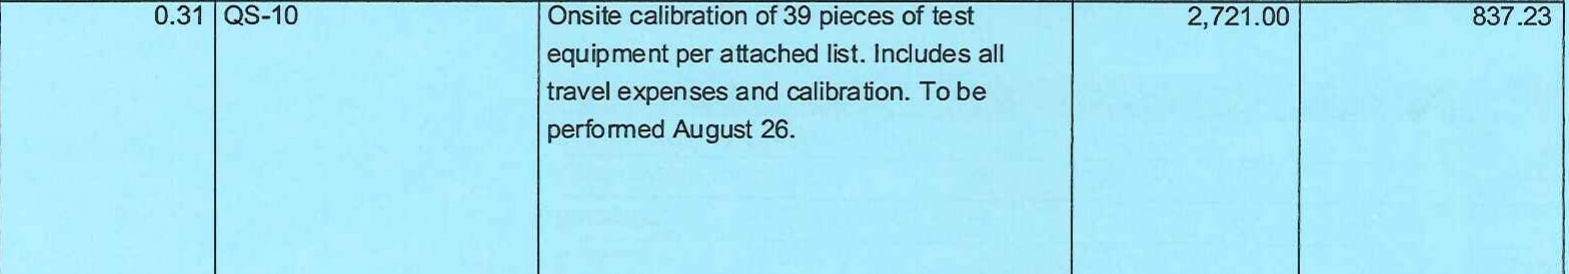 0.31 QS-10 Onsite calibration of 39 pieces of test 2,721.00 837.23
equipment per attached list. Includes all
travel expenses and calibration. To be
performed August 26.